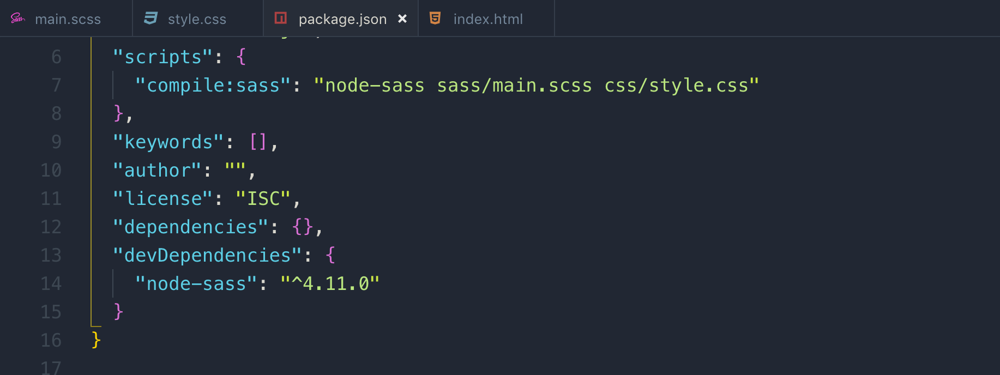 main.scss style.css package.json index.html
6 "scripts": {
7 "compile:sass": "node-sass sass/main.scss css/style.css"
8 },
9 "keywords": [],
10 "author": "",
11 "license": "ISC",
12 "dependencies": {},
13 "devDependencies": {
14 "node-sass": "^4.11.0"
15 }
16 }
17